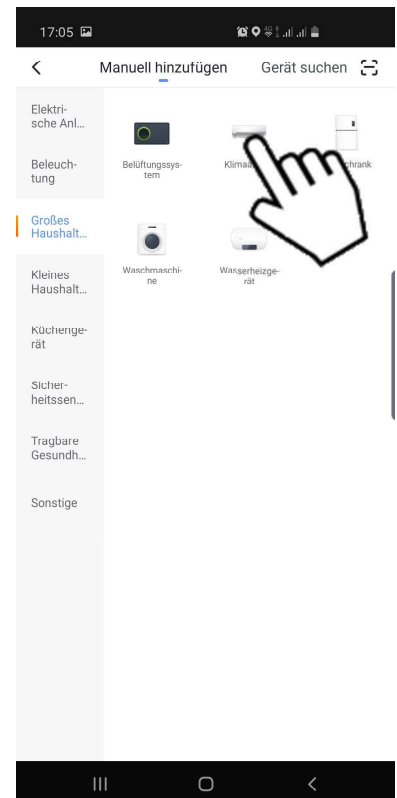 17:05
Manuell hinzufügen Gerät suchen
Elektri-
sche Anl...
Beleuch-
tung
Großes
Haushalt...
Kleines
Haushalt...
Küchenge-
rät
Sicher-
heitssen...
Tragbare
Gesundh...
Sonstige
Belüftungssys-
tem
Waschmaschi-
ne
Wasserheizge-
rät